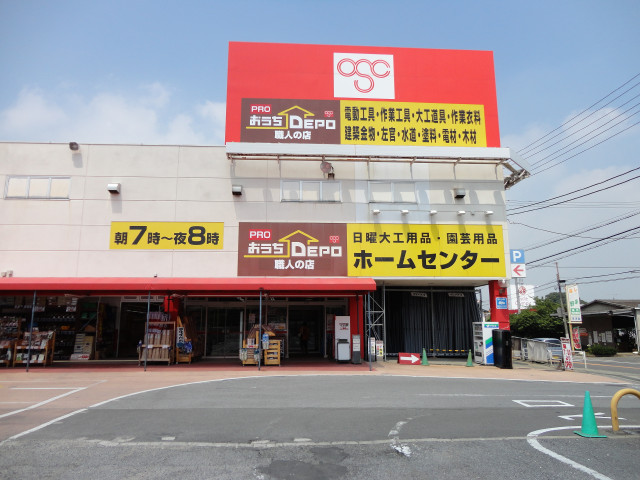 OGC
PRO
おうちDEPO
職人の店
電動工具・作業工具・大工道具・作業衣料
建築金物・左官・水道・塗料・電材・木材
朝7時～夜8時
PRO
おうちDEPO
職人の店
日曜大工用品・園芸用品
ホームセンター
P